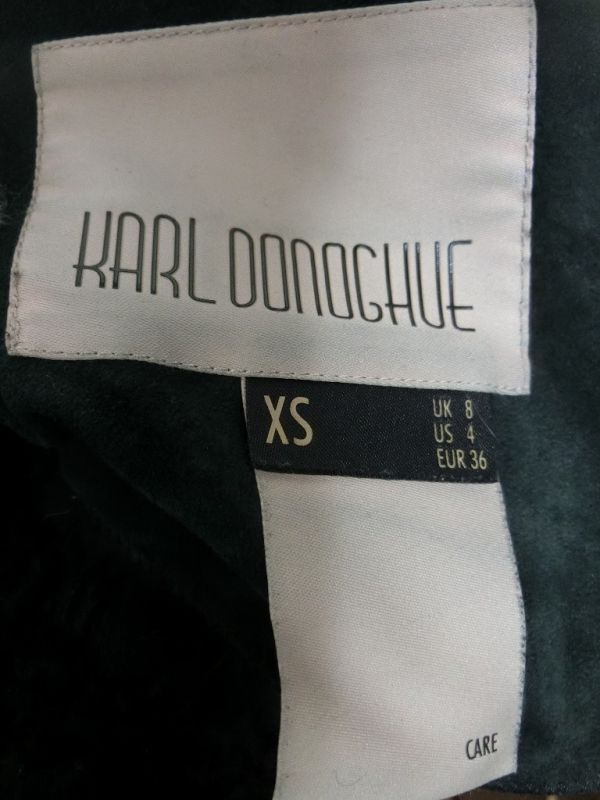 KARL DONOGHUE
XS
UK 8
US 4
EUR 36
CARE